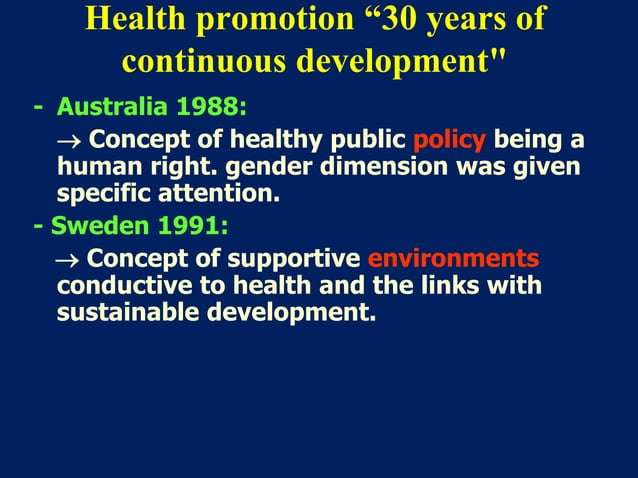 Health promotion “30 years of
continuous development"
- Australia 1988:
→ Concept of healthy public policy being a
human right. gender dimension was given
specific attention.
- Sweden 1991:
→ Concept of supportive environments
conductive to health and the links with
sustainable development.